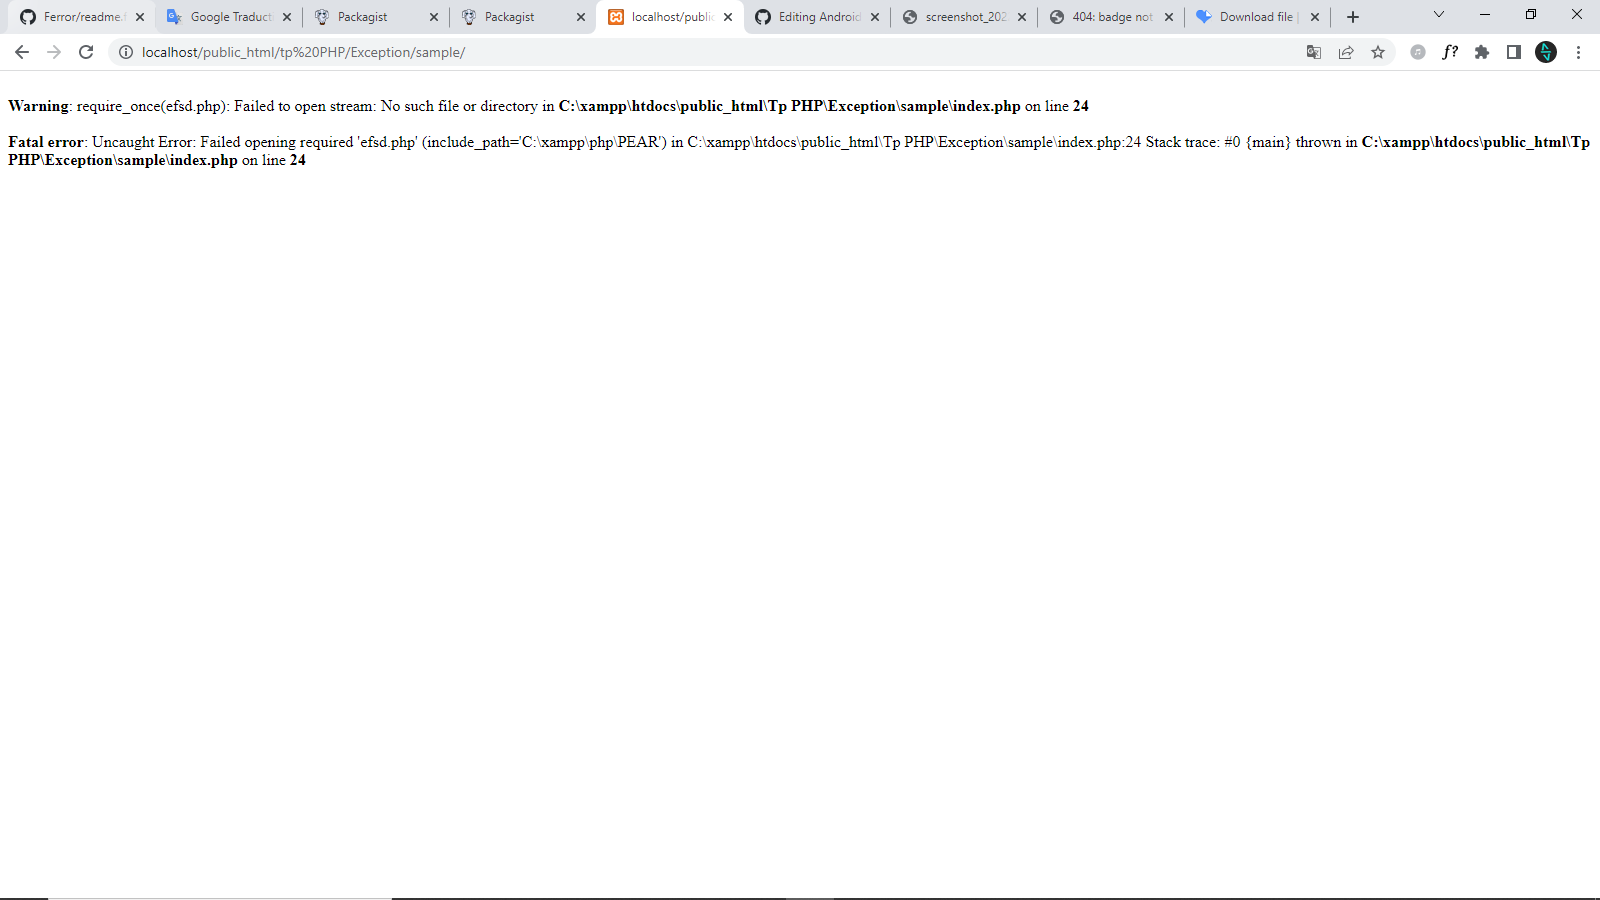 Ferror/readme.
Google Traduct
Packagist
Packagist
localhost/public
Editing Android
screenshot_202
404: badge not
Download file |
localhost/public_html/tp%20PHP/Exception/sample/
Warning: require_once(efsd.php): Failed to open stream: No such file or directory in C:\xampp\htdocs\public_html\Tp PHP\Exception\sample\index.php on line 24
Fatal error: Uncaught Error: Failed opening required 'efsd.php' (include_path='C:\xampp\php\PEAR') in C:\xampp\htdocs\public_html\Tp PHP\Exception\sample\index.php:24 Stack trace: #0 {main} thrown in C:\xampp\htdocs\public_html\Tp
PHP\Exception\sample\index.php on line 24